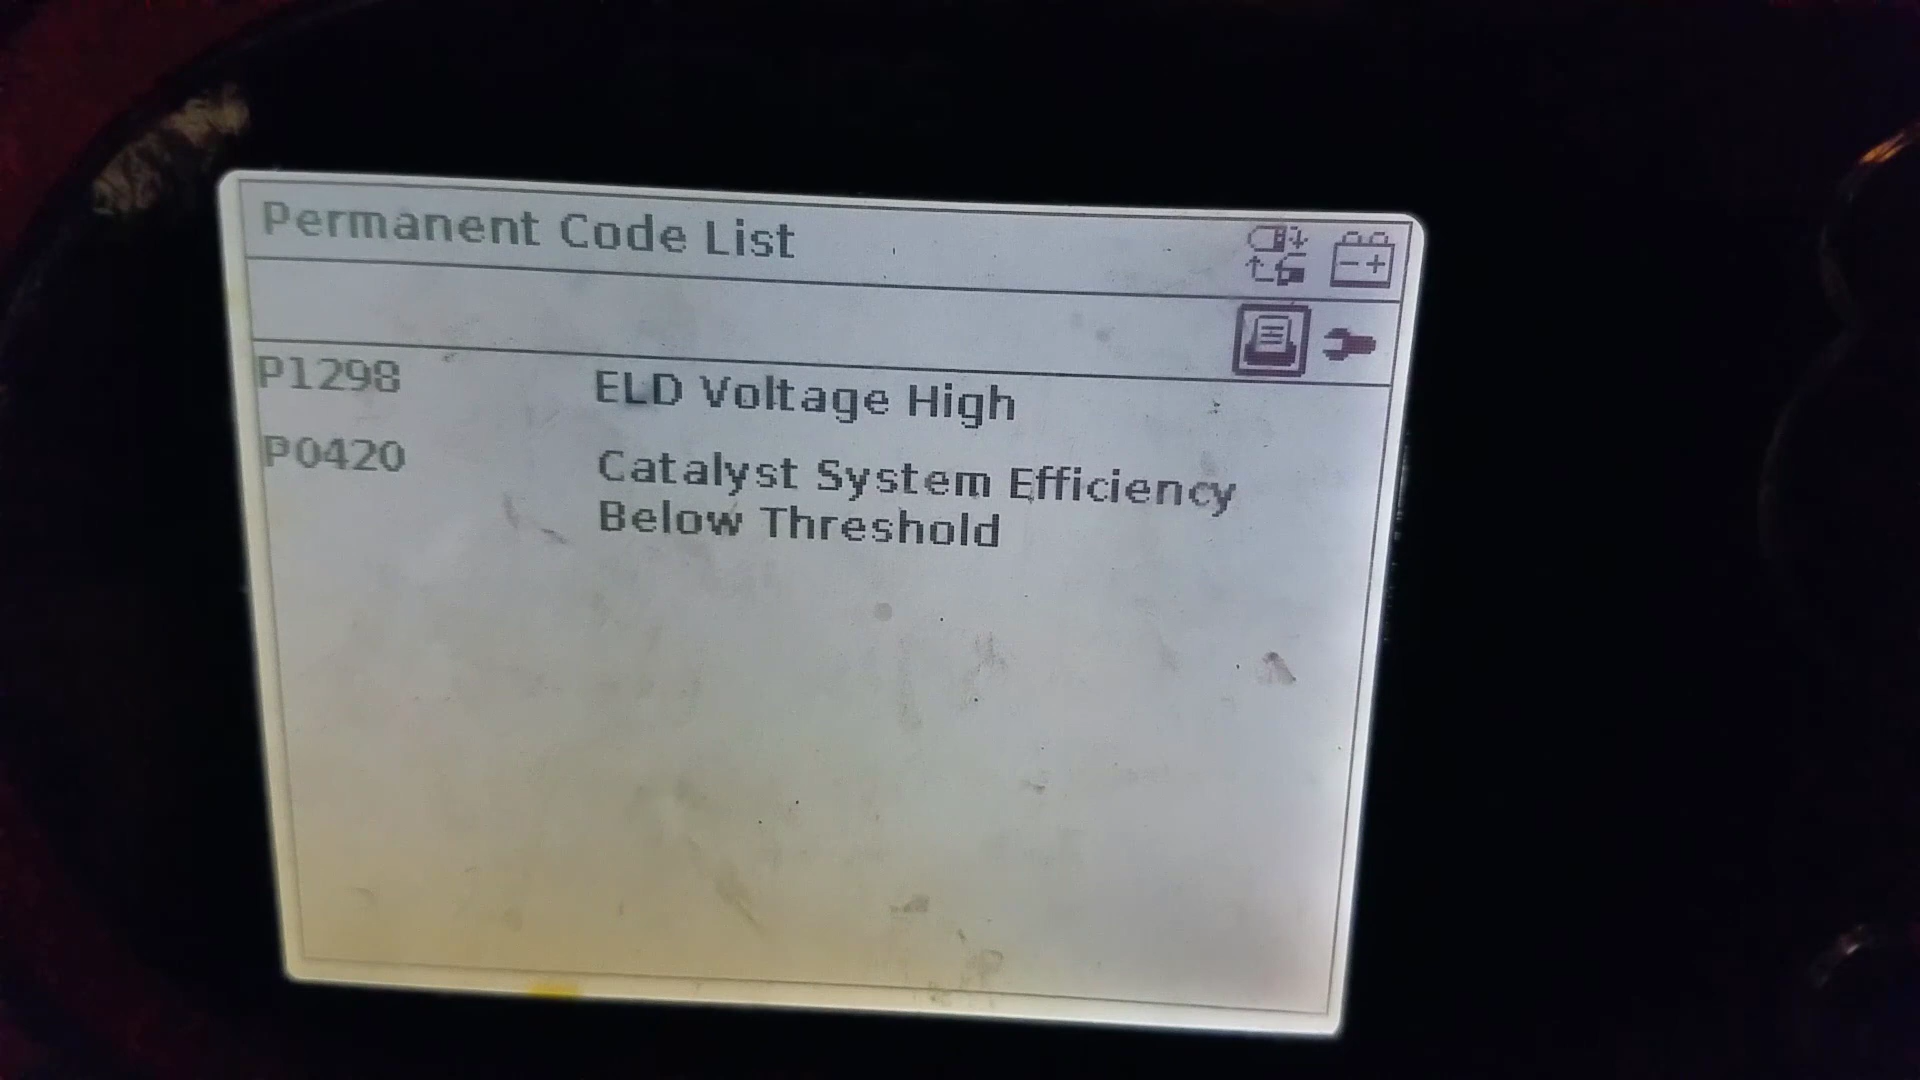 Permanent Code List
P1298 ELD Voltage High
P0420 Catalyst System Efficiency
Below Threshold